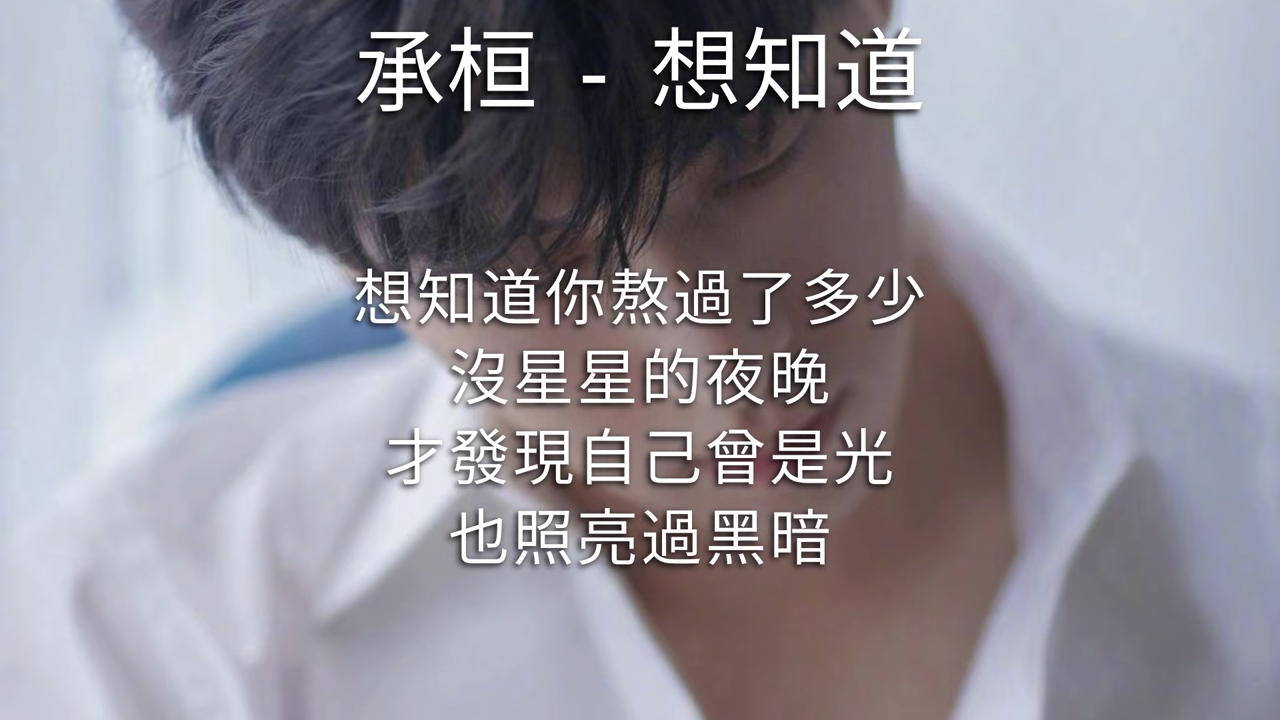 承桓 - 想知道
想知道你熬過了多少
沒星星的夜晚
才發現自己曾是光
也照亮過黑暗